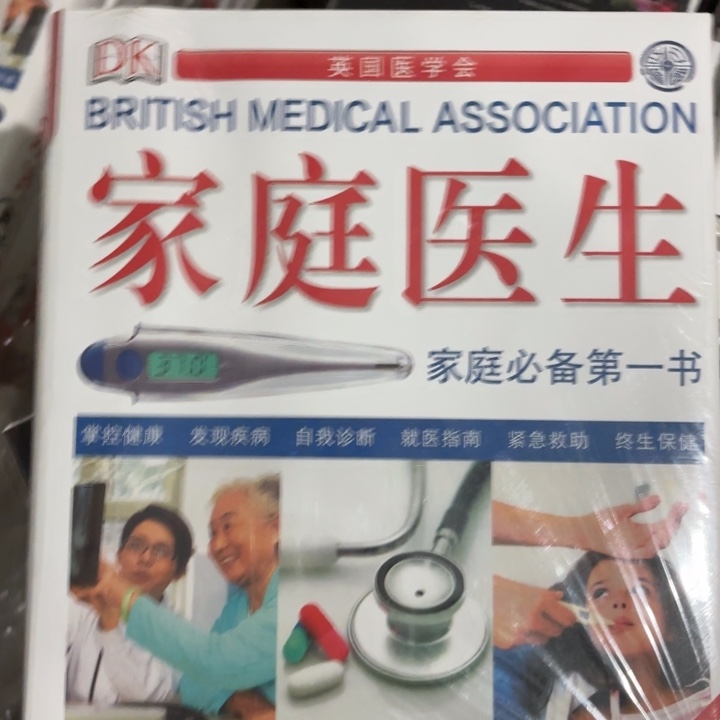 DK
英国医学会
BRITISH MEDICAL ASSOCIATION
家庭医生
家庭必备第一书
掌控健康 发现疾病 自我诊断 就医指南 紧急救助 终生保健